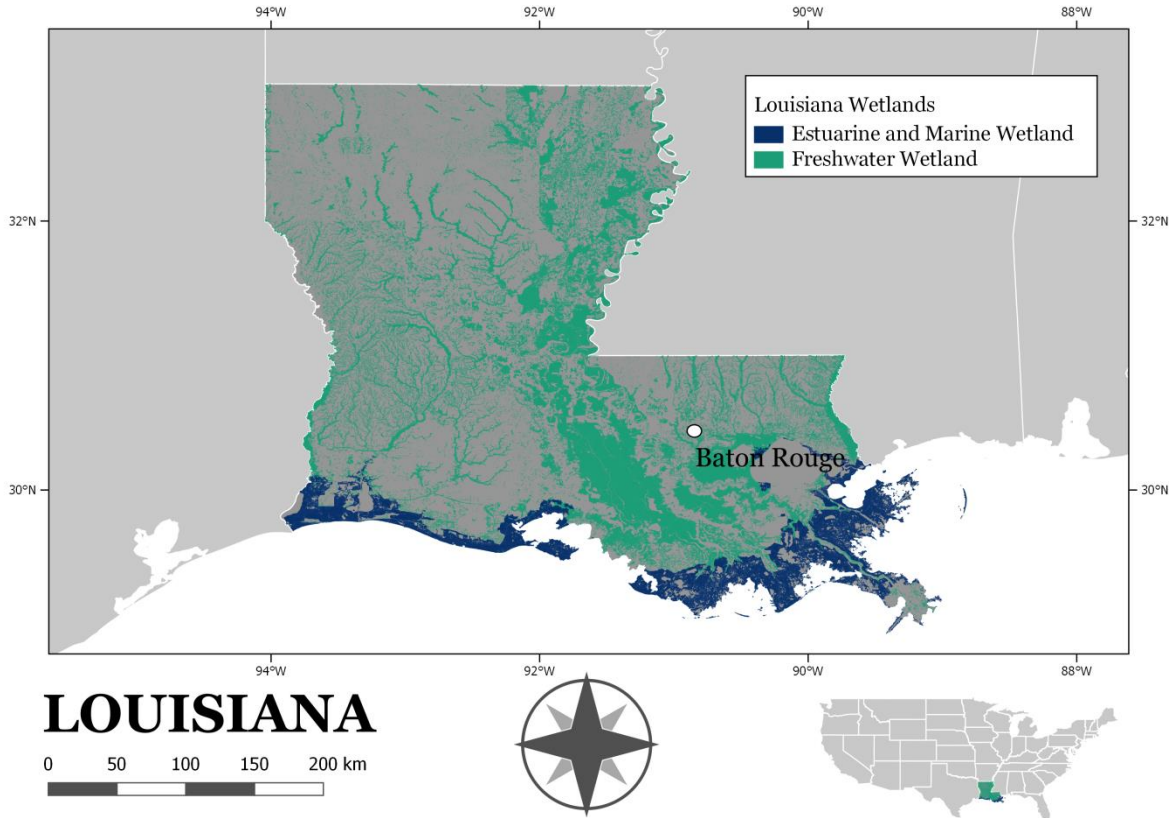 94°W 92°W 90°W 88°W
Louisiana Wetlands
Estuarine and Marine Wetland
Freshwater Wetland
32°N 32°N
Baton Rouge
30°N 30°N
94°W 92°W 90°W 88°W
LOUISIANA
0 50 100 150 200 km